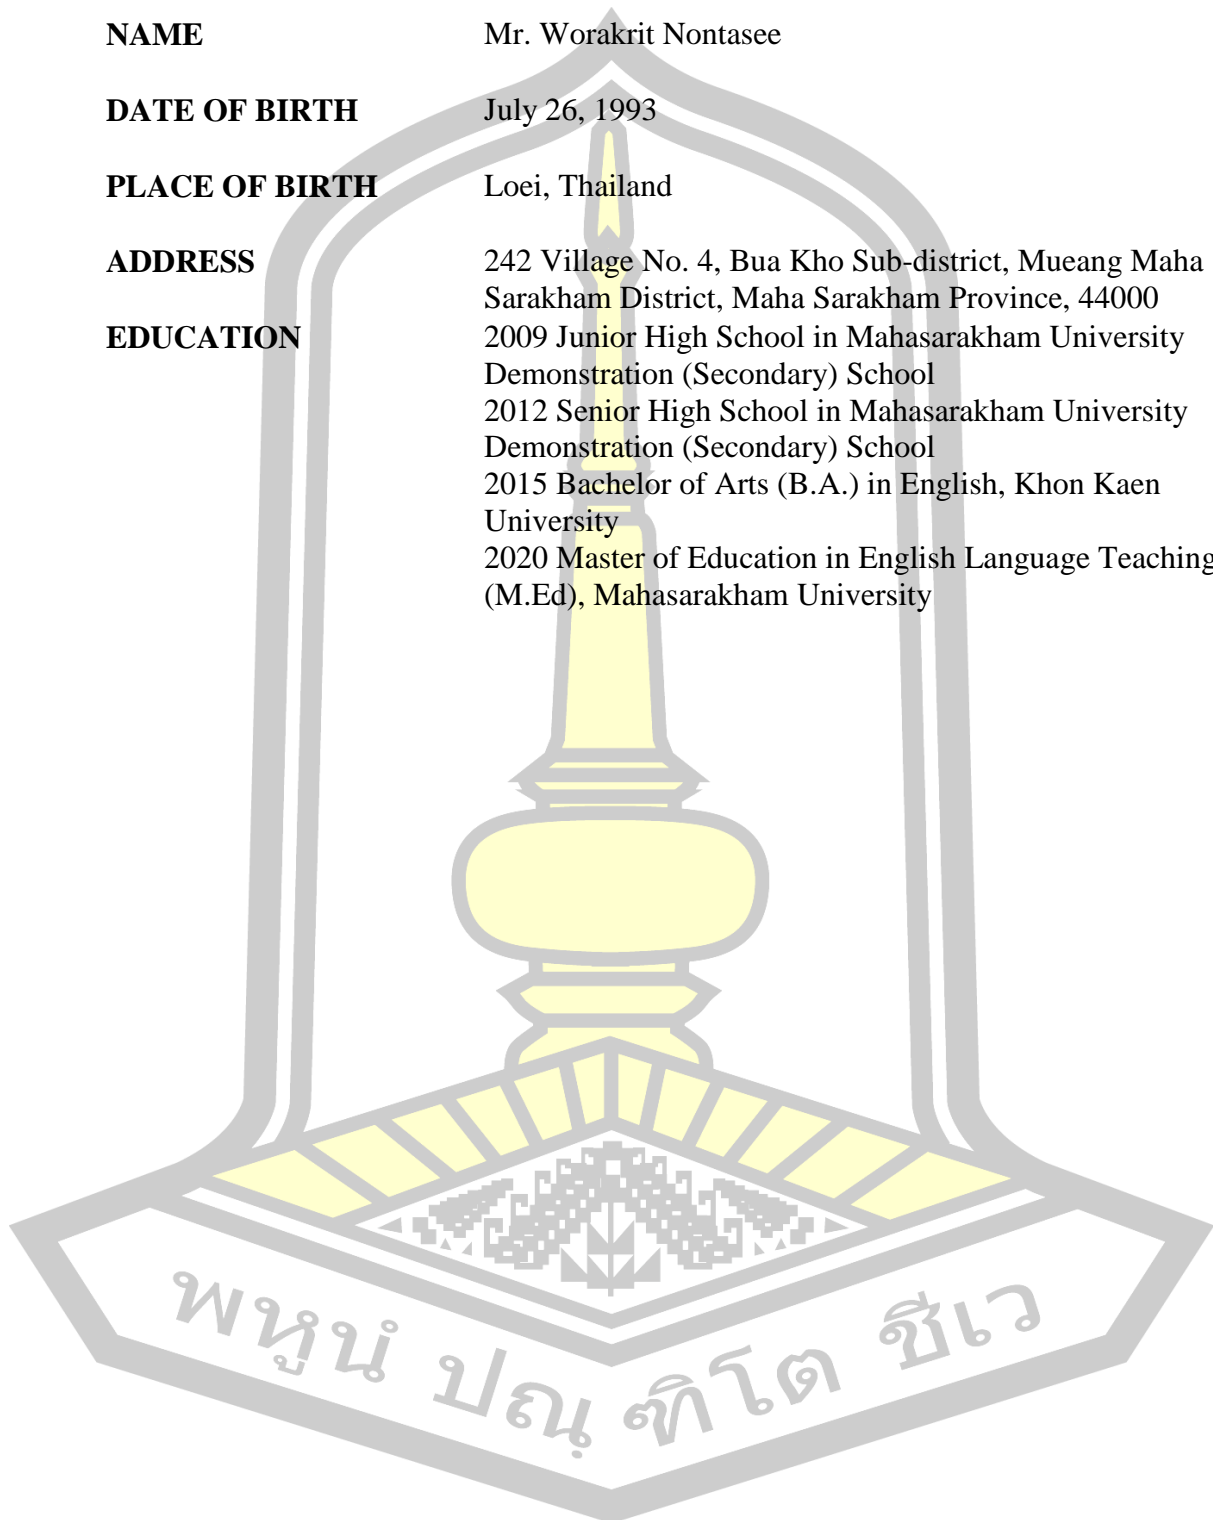 NAME Mr. Worakrit Nontasee
DATE OF BIRTH July 26, 1993
PLACE OF BIRTH Loei, Thailand
ADDRESS 242 Village No. 4, Bua Kho Sub-district, Mueang Maha
Sarakham District, Maha Sarakham Province, 44000
EDUCATION 2009 Junior High School in Mahasarakham University
Demonstration (Secondary) School
2012 Senior High School in Mahasarakham University
Demonstration (Secondary) School
2015 Bachelor of Arts (B.A.) in English, Khon Kaen
University
2020 Master of Education in English Language Teaching
(M.Ed), Mahasarakham University
พหูนํ ปณฺฑิโต ชีเว